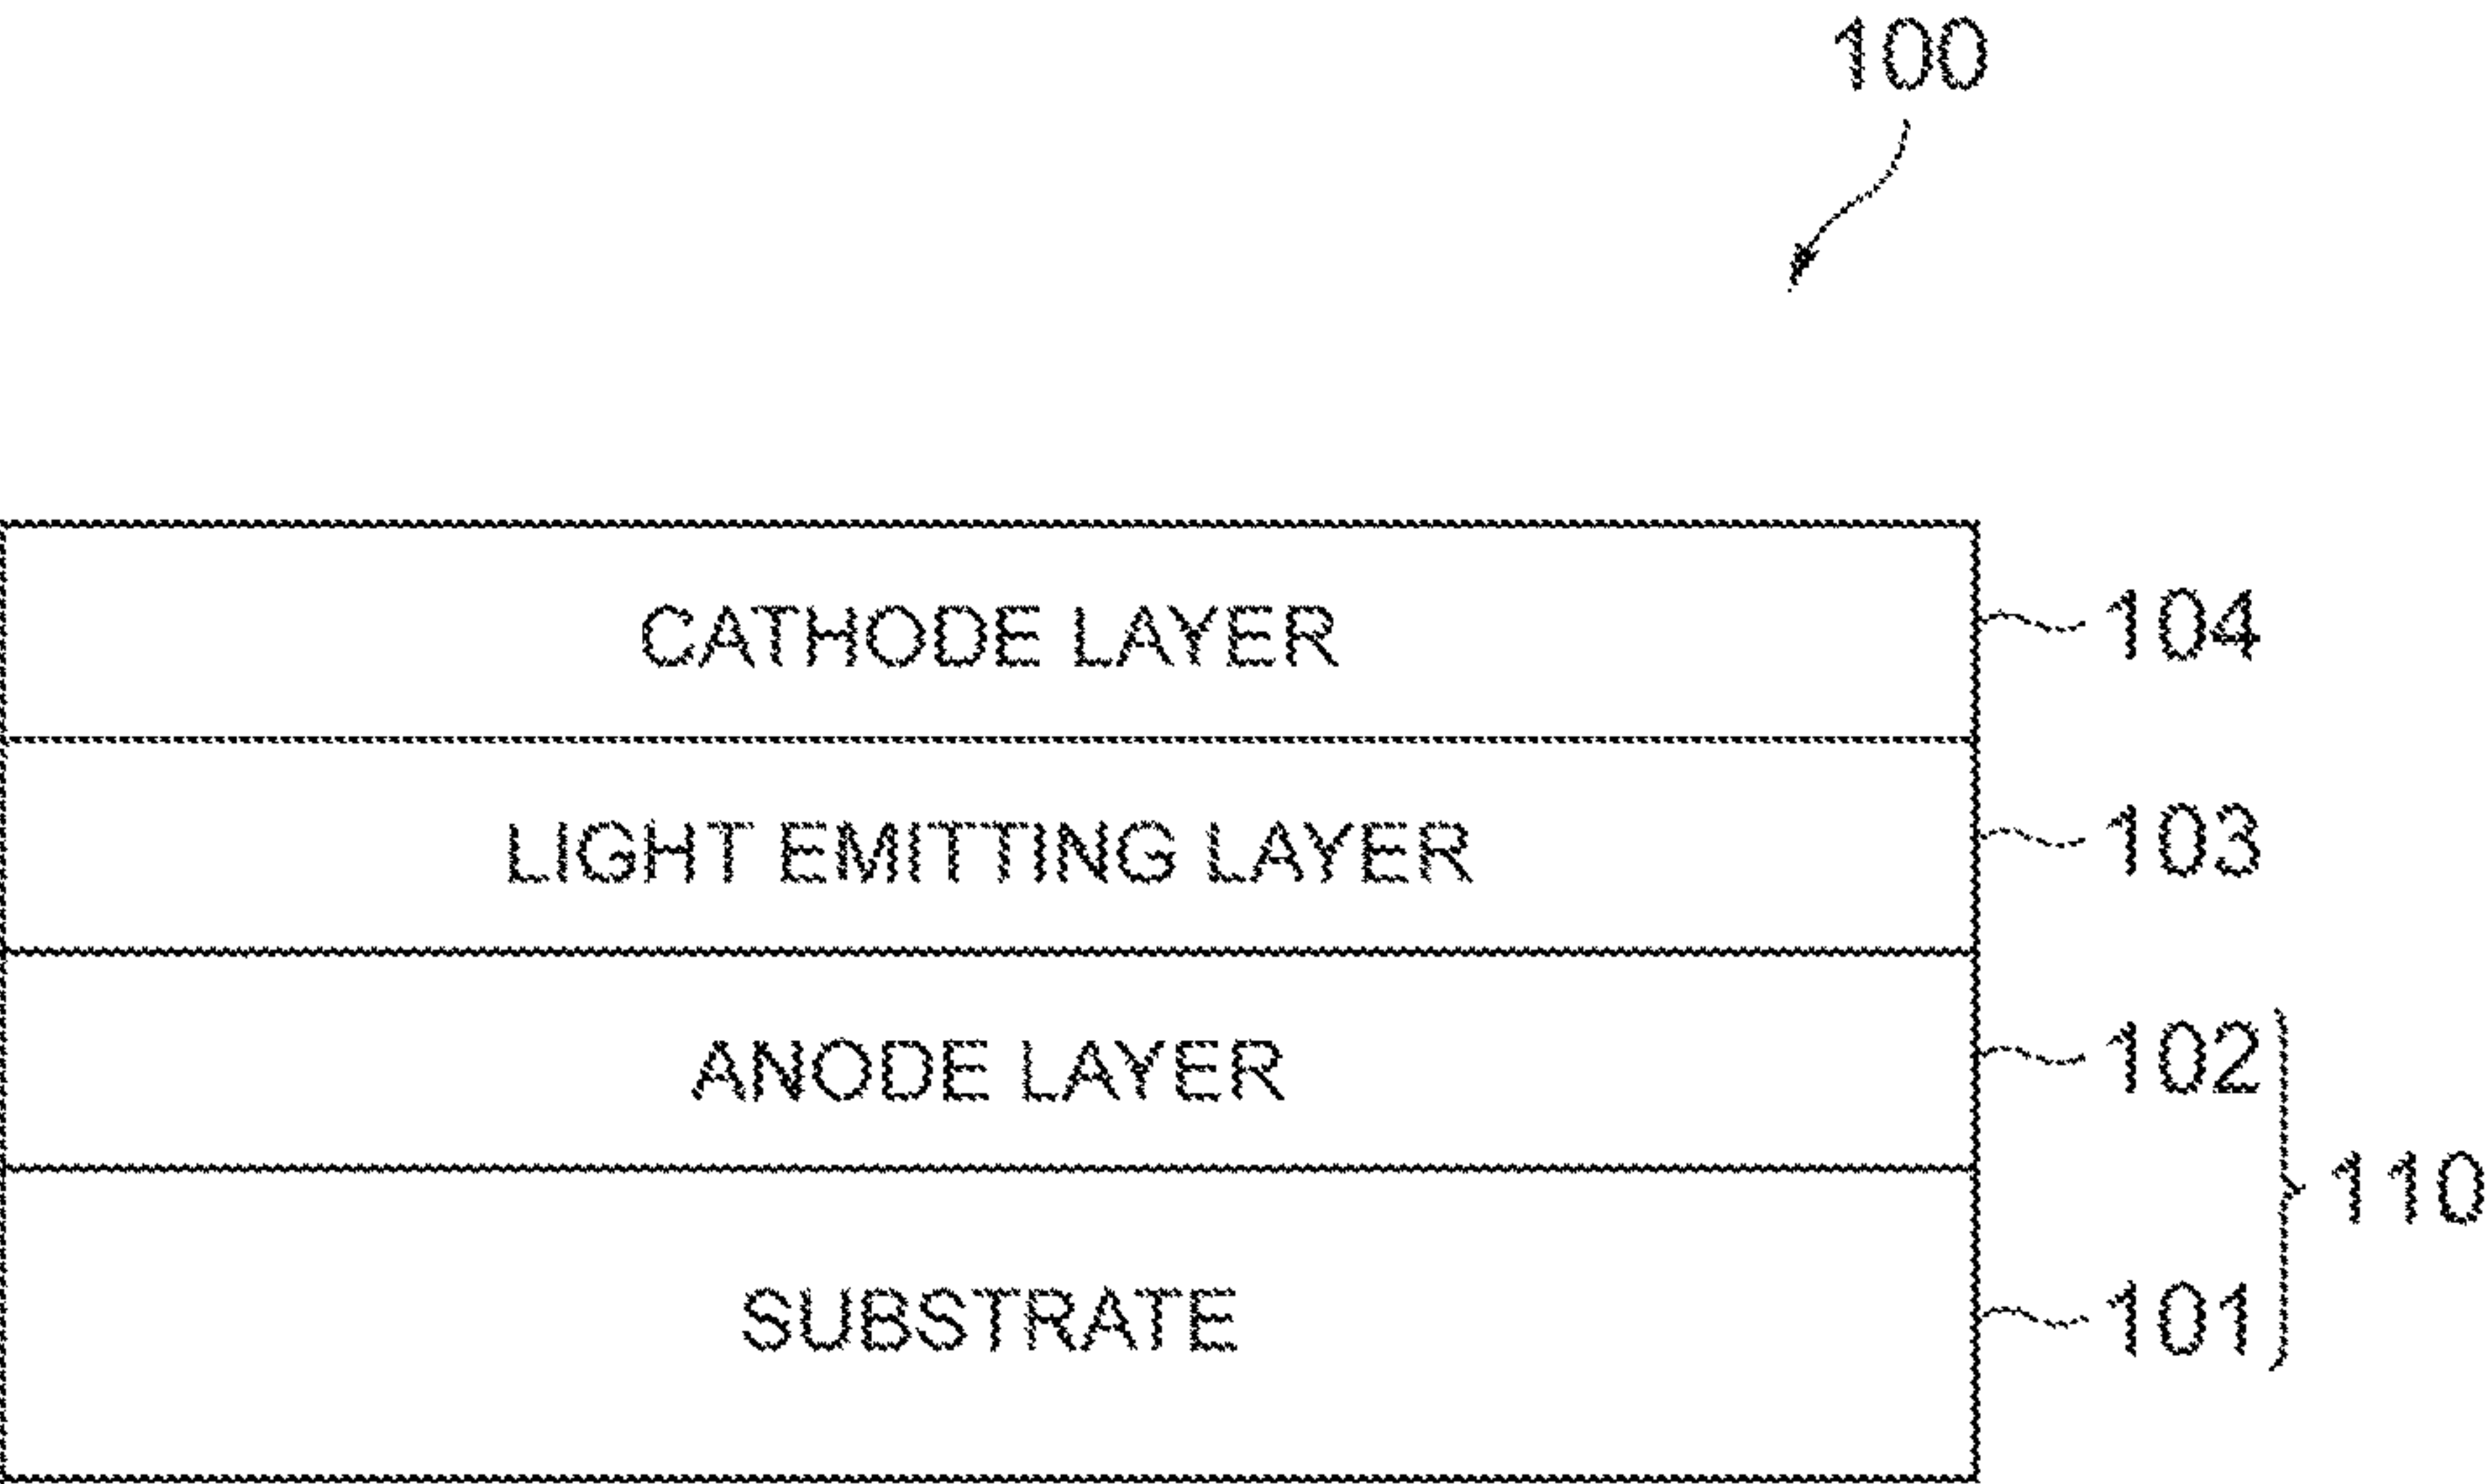 100
CATHODE LAYER 104
LIGHT EMITTING LAYER 103
ANODE LAYER 102
110
SUBSTRATE 101